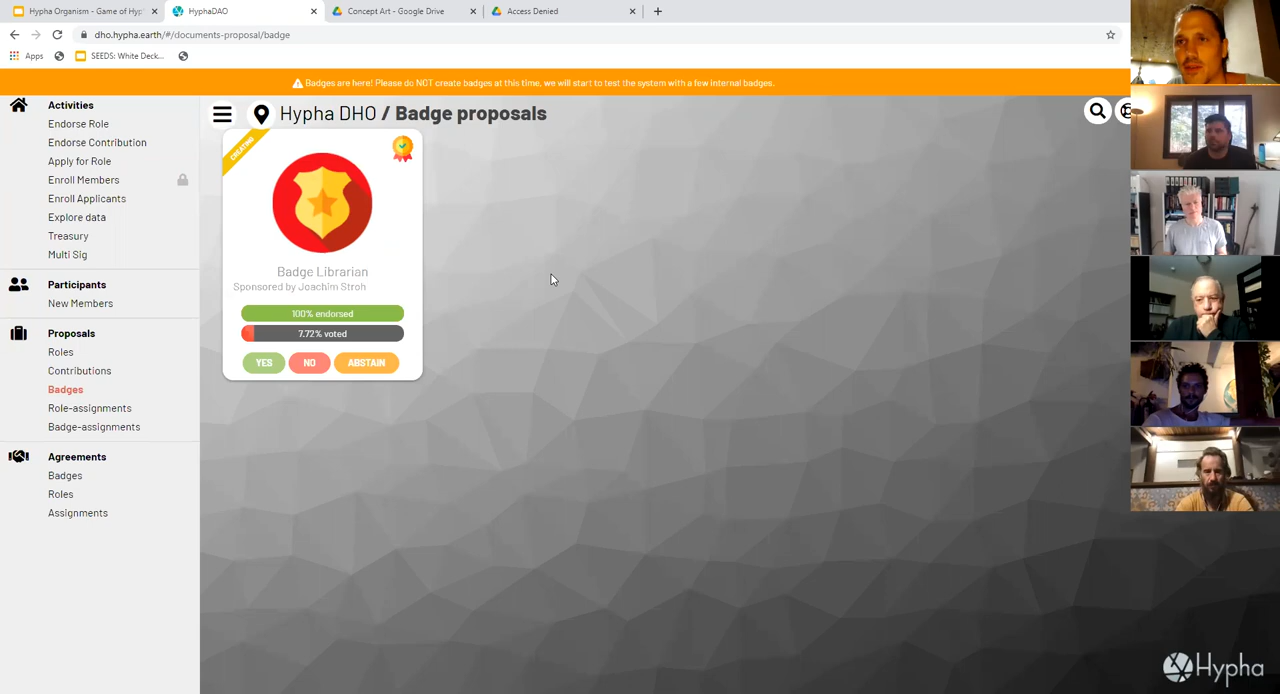 Hypha Organism - Game of Hyp
HyphaDAO
Concept Art - Google Drive
Access Denied
dho.hypha.earth/#/documents-proposal/badge
Apps
SEEDS: White Deck...
Badges are here! Please do NOT create badges at this time, we will start to test the system with a few internal badges.
Activities
Endorse Role
Endorse Contribution
Apply for Role
Enroll Members
Enroll Applicants
Explore data
Treasury
Multi Sig
Participants
New Members
Proposals
Roles
Contributions
Badges
Role-assignments
Badge-assignments
Agreements
Badges
Roles
Assignments
Hypha DHO / Badge proposals
CREATING
Badge Librarian
Sponsored by Joachim Stroh
100% endorsed
7.72% voted
YES
NO
ABSTAIN
Hypha